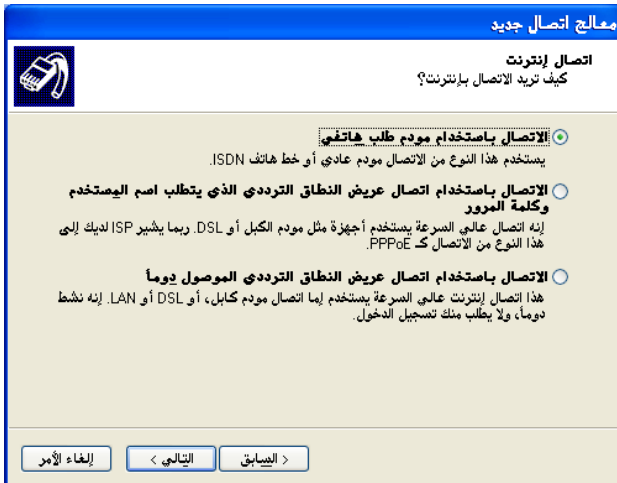 معالج اتصال جديد
اتصال إنترنت
كيف تريد الاتصال بإنترنت؟
الاتصال باستخدام مودم طلب هاتفي
يستخدم هذا النوع من الاتصال مودم عادي أو خط هاتف ISDN.
الاتصال باستخدام اتصال عريض النطاق الترددي الذي يتطلب اسم المستخدم
وكلمة المرور
إنه اتصال عالي السرعة يستخدم أجهزة مثل مودم الكبل أو DSL. ربما يشير ISP لديك إلى
هذا النوع من الاتصال كـ PPPoE.
الاتصال باستخدام اتصال عريض النطاق الترددي الموصول دوماً
هذا اتصال إنترنت عالي السرعة يستخدم إما اتصال مودم كابل، أو DSL أو LAN. إنه نشط
دوماً، ولا يطلب منك تسجيل الدخول.
< السابق
التالي >
إلغاء الأمر